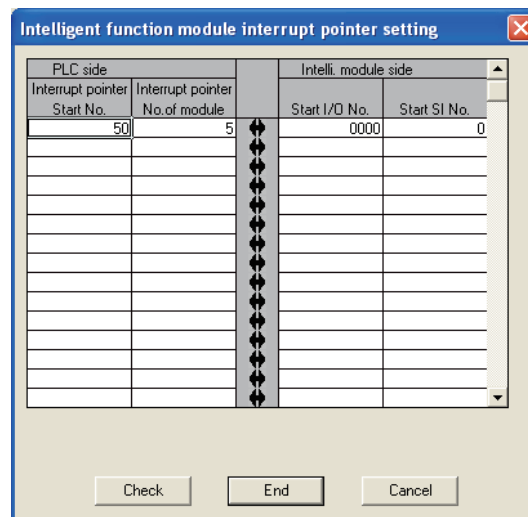 Intelligent function module interrupt pointer setting
PLC side Intelli. module side
Interrupt pointer Interrupt pointer
Start No. No.of module Start I/O No. Start SI No.
50 5 0000 0
Check End Cancel